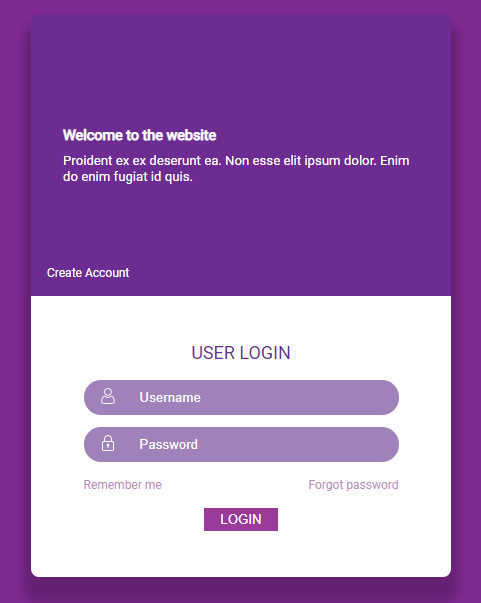 Welcome to the website
Proident ex ex deserunt ea. Non esse elit ipsum dolor. Enim
do enim fugiat id quis.
Create Account
USER LOGIN
Username
Password
Remember me
Forgot password
LOGIN